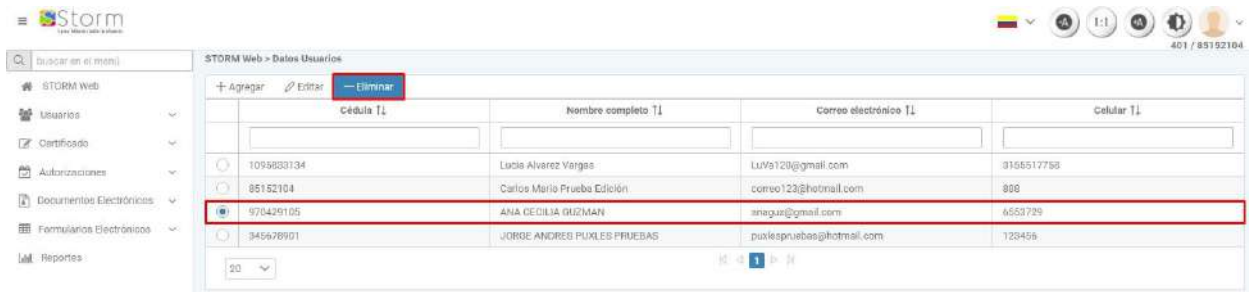 Storm
1:1
401 / 85192104
buscar en el menú
STORM Web > Datos Usuarios
STORM Web
Usuarios
Certificado
Autorizaciones
Documentos Electrónicos
Formularios Electrónicos
Reportes
Agregar Editar Eliminar
Cédula Nombre completo Correo electrónico Celular
1095833134 Lucia Alvarez Vargas LuVa120@gmail.com 3155517758
85152104 Carlos Mario Prueba Edición correo123@hotmail.com 888
970429105 ANA CECILIA GUZMAN anaguz@gmail.com 6553729
345678901 JORGE ANDRES PUXLES PRUEBAS puxlespruebas@hotmail.com 123456
20
1